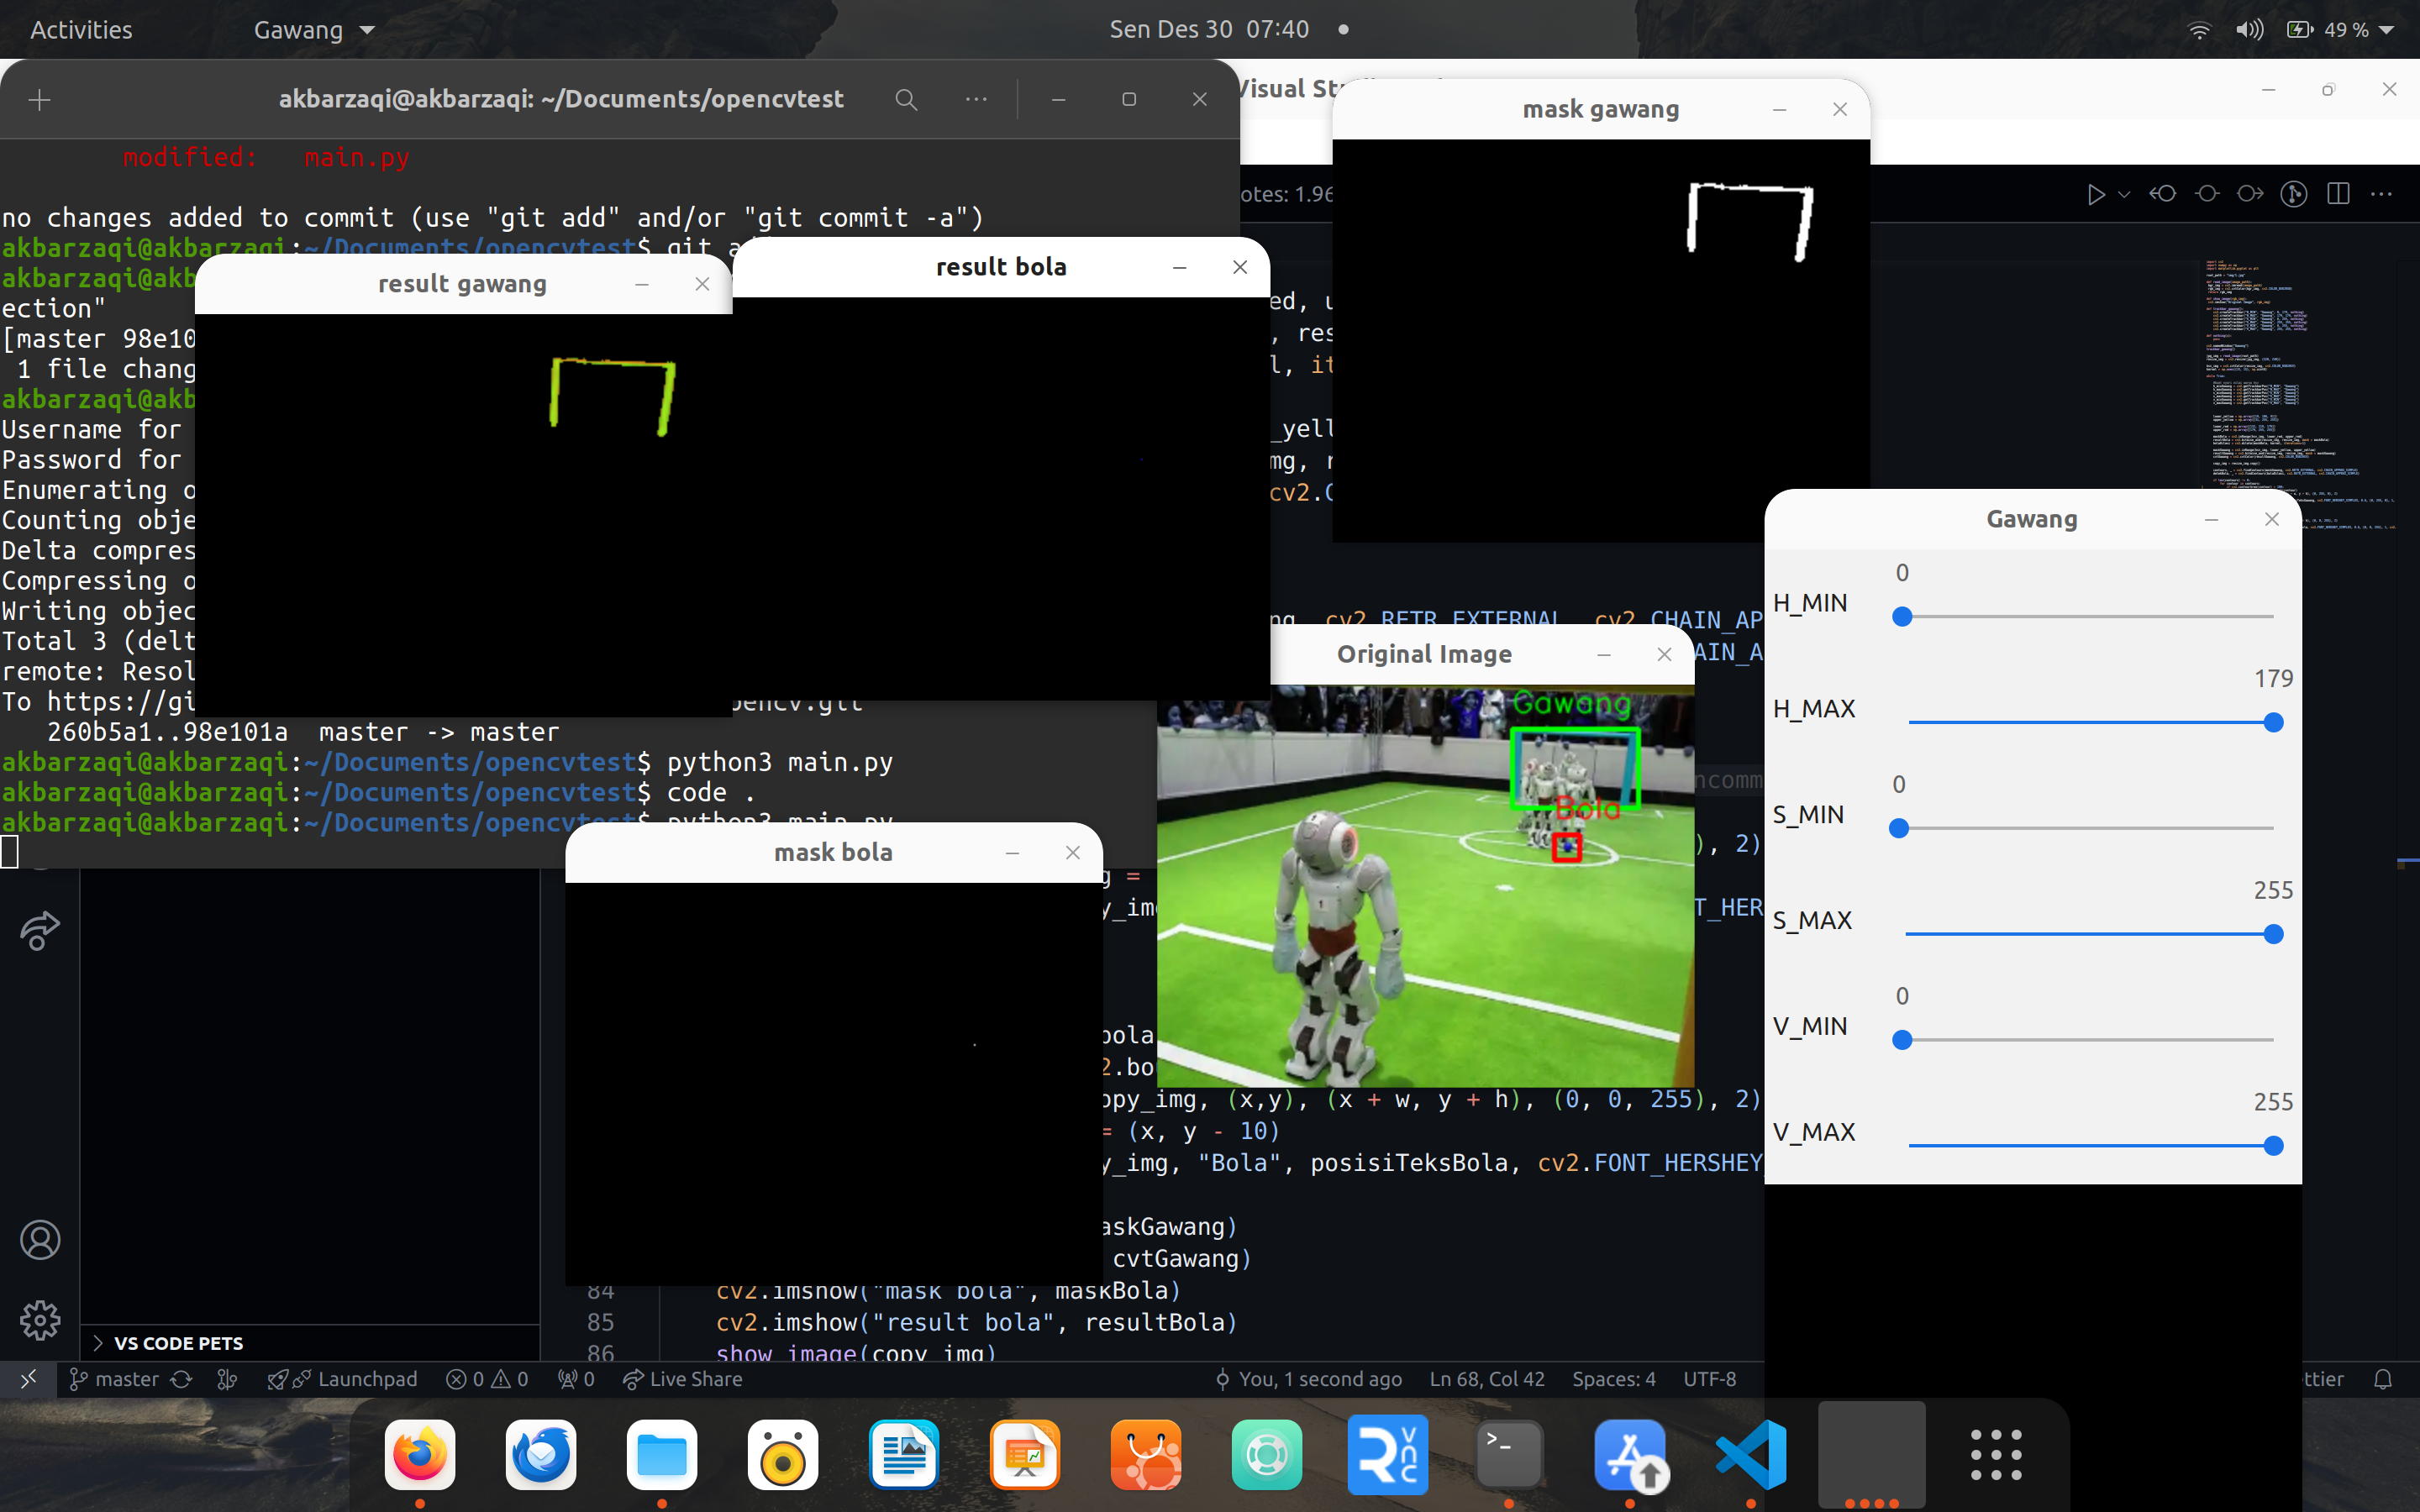 Activities
Gawang
Sen Des 30 07:40
49 %
akbarzaqi@akbarzaqi: ~/Documents/opencvtest
modified: main.py
no changes added to commit (use "git add" and/or "git commit -a")
akbarzaqi@akbarzaqi:~/Documents/opencvtest$ git a
akbarzaqi@akb
ection"
[master 98e10
1 file chang
akbarzaqi@akb
Username for
Password for
Enumerating o
Counting obje
Delta compres
Compressing o
Writing objec
Total 3 (delt
remote: Resol
To https://gi
opencv.git
260b5a1..98e101a master -> master
akbarzaqi@akbarzaqi:~/Documents/opencvtest$ python3 main.py
akbarzaqi@akbarzaqi:~/Documents/opencvtest$ code .
akbarzaqi@akbarzaqi:~/Documents/opencvtest$ python3 main.py
result gawang
result bola
mask gawang
Visual St
otes: 1.96
ed, u
, res
l, it
_yell
mg, r
cv2.C
ng, cv2.RETR_EXTERNAL, cv2.CHAIN_AP
AIN_A
Original Image
Gawang
Bola
1
ncomm
), 2)
g =
y_im
T_HER
mask bola
bola
2.bo
opy_img, (x,y), (x + w, y + h), (0, 0, 255), 2)
= (x, y - 10)
y_img, "Bola", posisiTeksBola, cv2.FONT_HERSHEY
askGawang)
cvtGawang)
84 cv2.imshow("mask bola", maskBola)
85 cv2.imshow("result bola", resultBola)
86 show_image(copy_img)
Gawang
0
H_MIN
179
H_MAX
0
S_MIN
255
S_MAX
0
V_MIN
255
V_MAX
VS CODE PETS
master
Launchpad
0
0
0
Live Share
You, 1 second ago
Ln 68, Col 42
Spaces: 4
UTF-8
ttier